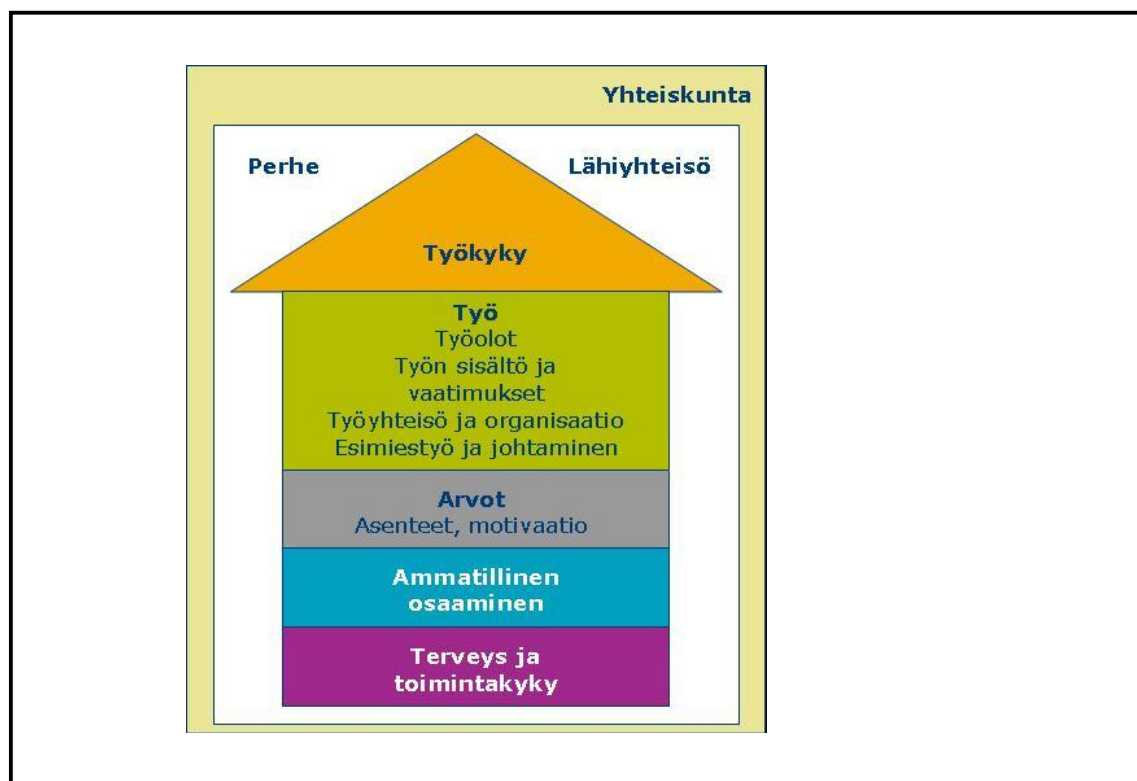 Yhteiskunta
Perhe
Lähiyhteisö
Työkyky
Työ
Työolot
Työn sisältö ja
vaatimukset
Työyhteisö ja organisaatio
Esimiestyö ja johtaminen
Arvot
Asenteet, motivaatio
Ammatillinen
osaaminen
Terveys ja
toimintakyky